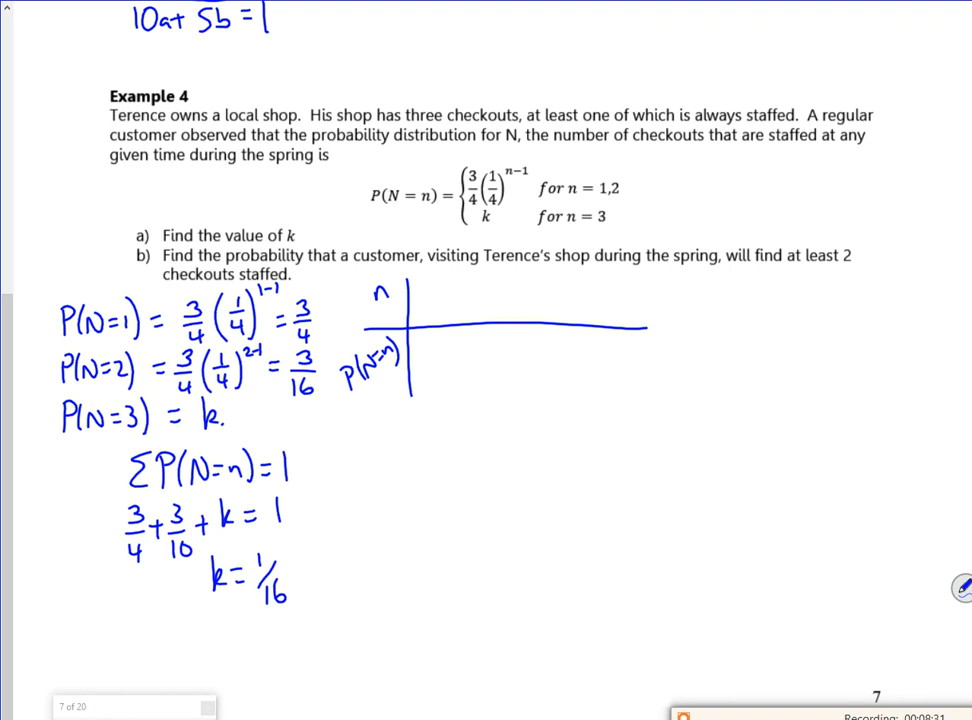 10a+ 5b = 1
Example 4
Terence owns a local shop.  His shop has three checkouts, at least one of which is always staffed.  A regular
customer observed that the probability distribution for N, the number of checkouts that are staffed at any
given time during the spring is
P(N = n) = { 3/4 (1/4)^(n−1) for n = 1,2
k for n = 3
a) Find the value of k
b) Find the probability that a customer, visiting Terence's shop during the spring, will find at least 2
checkouts staffed.
P(N=1) = 3/4 (1/4)^(1-1) = 3/4
P(N=2) = 3/4 (1/4)^(2-1) = 3/16
P(N=3) = k.
n
P(N=n)
ΣP(N=n) = 1
3/4 + 3/16 + k = 1
k = 1/16
7
7 of 20
Recording: 00:08:31